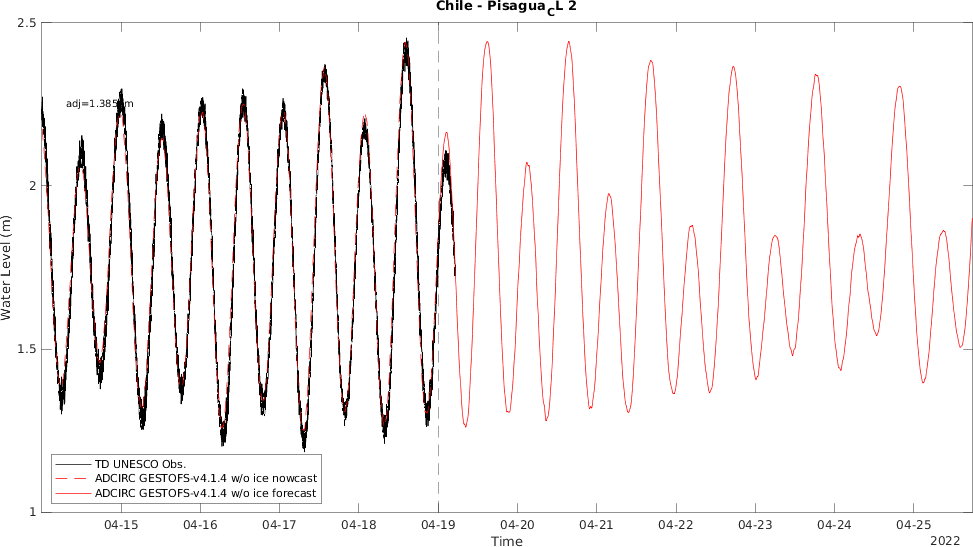 Chile - PisaguaCL 2
2.5
adj=1.385 m
2
Water Level (m)
1.5
TD UNESCO Obs.
ADCIRC GESTOFS-v4.1.4 w/o ice nowcast
ADCIRC GESTOFS-v4.1.4 w/o ice forecast
1
04-15 04-16 04-17 04-18 04-19 04-20 04-21 04-22 04-23 04-24 04-25
Time
2022